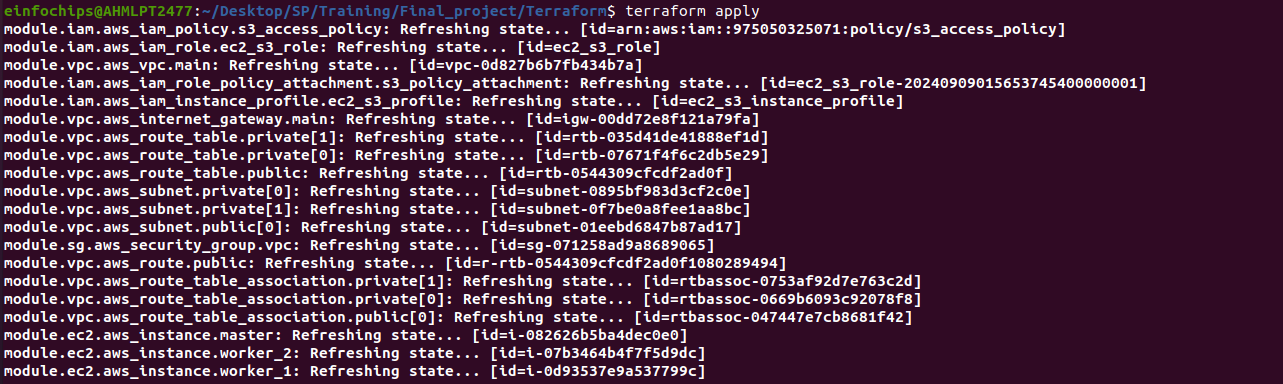 einfochips@AHMLPT2477:~/Desktop/SP/Training/Final_project/Terraform$ terraform apply
module.iam.aws_iam_policy.s3_access_policy: Refreshing state... [id=arn:aws:iam::975050325071:policy/s3_access_policy]
module.iam.aws_iam_role.ec2_s3_role: Refreshing state... [id=ec2_s3_role]
module.vpc.aws_vpc.main: Refreshing state... [id=vpc-0d827b6b7fb434b7a]
module.iam.aws_iam_role_policy_attachment.s3_policy_attachment: Refreshing state... [id=ec2_s3_role-20240909015653745400000001]
module.iam.aws_iam_instance_profile.ec2_s3_profile: Refreshing state... [id=ec2_s3_instance_profile]
module.vpc.aws_internet_gateway.main: Refreshing state... [id=igw-00dd72e8f121a79fa]
module.vpc.aws_route_table.private[1]: Refreshing state... [id=rtb-035d41de41888ef1d]
module.vpc.aws_route_table.private[0]: Refreshing state... [id=rtb-07671f4f6c2db5e29]
module.vpc.aws_route_table.public: Refreshing state... [id=rtb-0544309cfcdf2ad0f]
module.vpc.aws_subnet.private[0]: Refreshing state... [id=subnet-0895bf983d3cf2c0e]
module.vpc.aws_subnet.private[1]: Refreshing state... [id=subnet-0f7be0a8fee1aa8bc]
module.vpc.aws_subnet.public[0]: Refreshing state... [id=subnet-01eebd6847b87ad17]
module.sg.aws_security_group.vpc: Refreshing state... [id=sg-071258ad9a8689065]
module.vpc.aws_route.public: Refreshing state... [id=r-rtb-0544309cfcdf2ad0f1080289494]
module.vpc.aws_route_table_association.private[1]: Refreshing state... [id=rtbassoc-0753af92d7e763c2d]
module.vpc.aws_route_table_association.private[0]: Refreshing state... [id=rtbassoc-0669b6093c92078f8]
module.vpc.aws_route_table_association.public[0]: Refreshing state... [id=rtbassoc-047447e7cb8681f42]
module.ec2.aws_instance.master: Refreshing state... [id=i-082626b5ba4dec0e0]
module.ec2.aws_instance.worker_2: Refreshing state... [id=i-07b3464b4f7f5d9dc]
module.ec2.aws_instance.worker_1: Refreshing state... [id=i-0d93537e9a537799c]